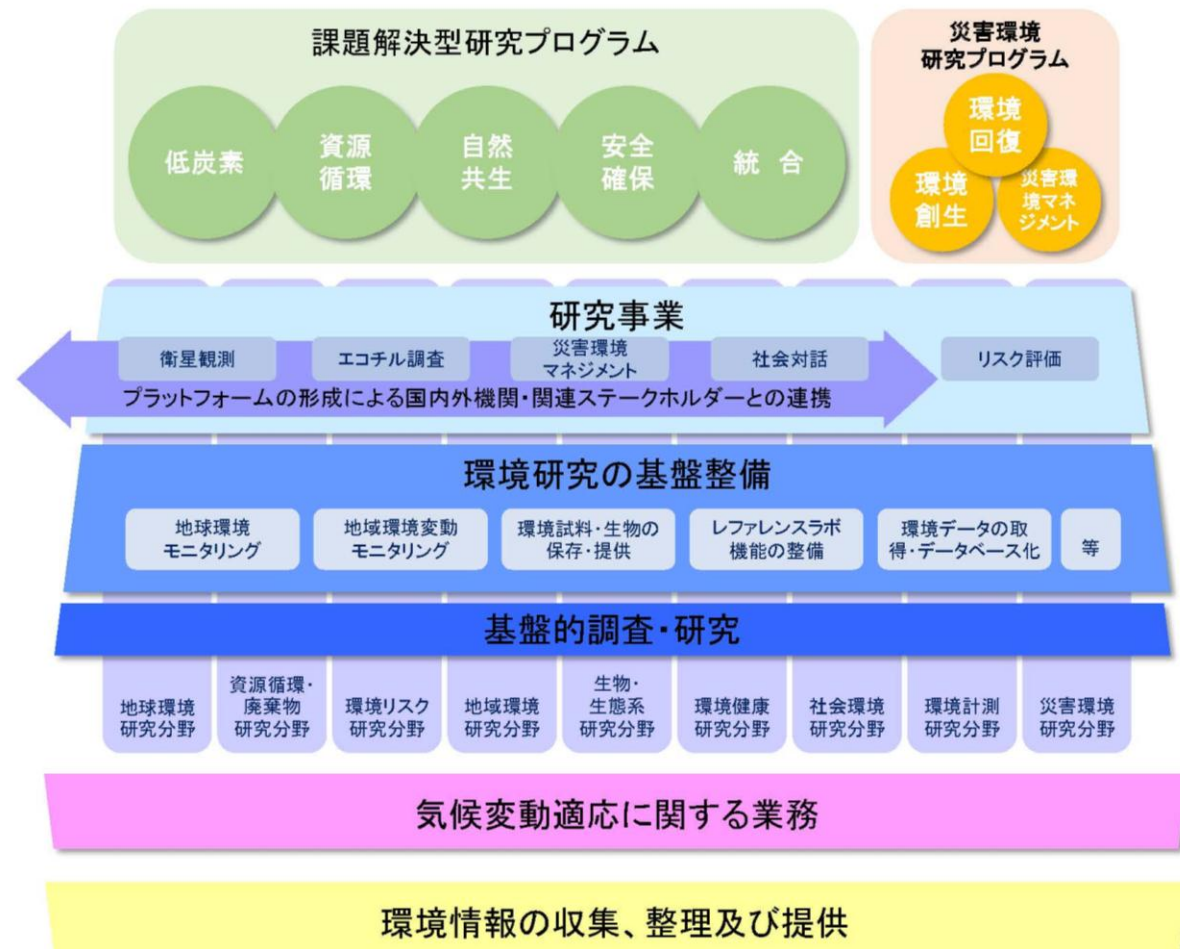 課題解決型研究プログラム
低炭素
資源
循環
自然
共生
安全
確保
統 合
災害環境
研究プログラム
環境
回復
環境
創生
災害環
境マネ
ジメント
研究事業
衛星観測
エコチル調査
災害環境
マネジメント
社会対話
リスク評価
プラットフォームの形成による国内外機関・関連ステークホルダーとの連携
環境研究の基盤整備
地球環境
モニタリング
地域環境変動
モニタリング
環境試料・生物の
保存・提供
レファレンスラボ
機能の整備
環境データの取
得・データベース化
等
基盤的調査・研究
地球環境
研究分野
資源循環・
廃棄物
研究分野
環境リスク
研究分野
地域環境
研究分野
生物・
生態系
研究分野
環境健康
研究分野
社会環境
研究分野
環境計測
研究分野
災害環境
研究分野
気候変動適応に関する業務
環境情報の収集、整理及び提供